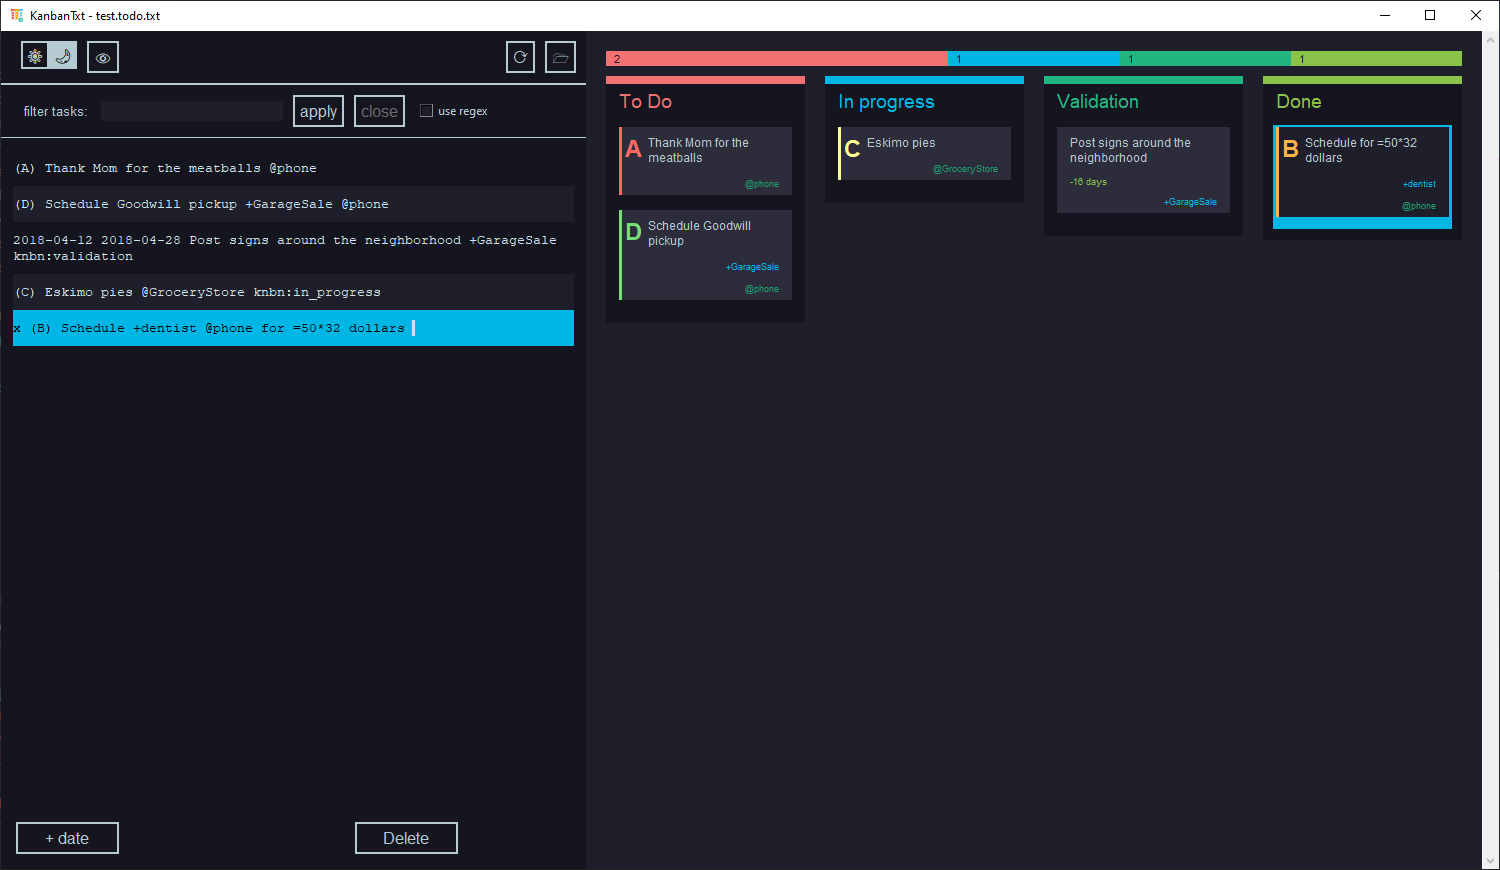 KanbanTxt - test.todo.txt
filter tasks:
apply
close
use regex
(A) Thank Mom for the meatballs @phone
(D) Schedule Goodwill pickup +GarageSale @phone
2018-04-12 2018-04-28 Post signs around the neighborhood +GarageSale
knbn:validation
(C) Eskimo pies @GroceryStore knbn:in_progress
x (B) Schedule +dentist @phone for =50*32 dollars
+ date
Delete
2
1
1
1
To Do
A
Thank Mom for the
meatballs
@phone
D
Schedule Goodwill
pickup
+GarageSale
@phone
In progress
C
Eskimo pies
@GroceryStore
Validation
Post signs around the
neighborhood
-16 days
+GarageSale
Done
B
Schedule for =50*32
dollars
+dentist
@phone